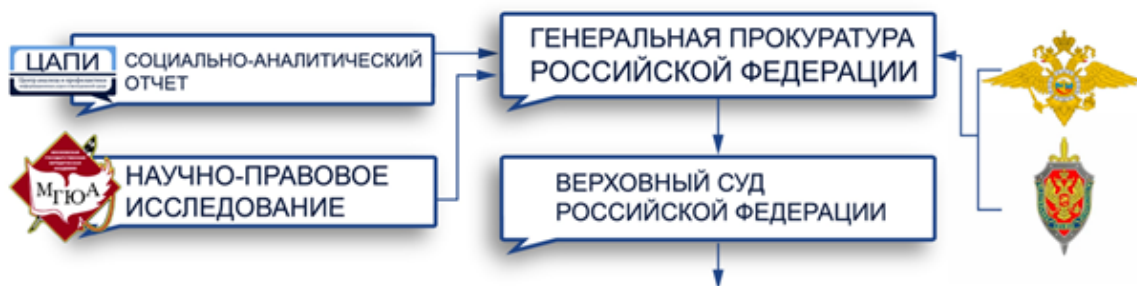 ЦАПИ
СОЦИАЛЬНО-АНАЛИТИЧЕСКИЙ
ОТЧЕТ
ГЕНЕРАЛЬНАЯ ПРОКУРАТУРА
РОССИЙСКОЙ ФЕДЕРАЦИИ
МГЮА
НАУЧНО-ПРАВОВОЕ
ИССЛЕДОВАНИЕ
ВЕРХОВНЫЙ СУД
РОССИЙСКОЙ ФЕДЕРАЦИИ